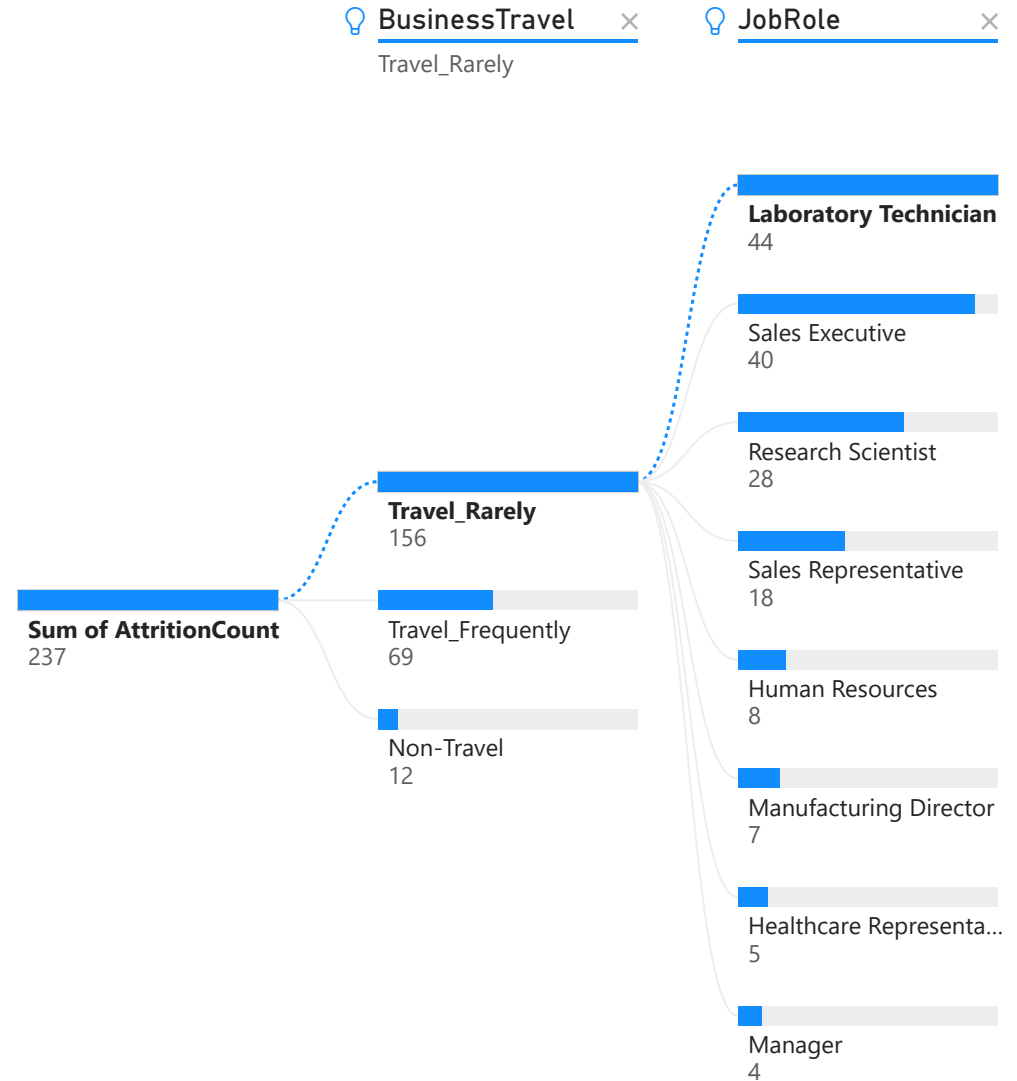 BusinessTravel
JobRole
Travel_Rarely
Laboratory Technician
44
Sales Executive
40
Research Scientist
28
Travel_Rarely
156
Sales Representative
18
Sum of AttritionCount
237
Travel_Frequently
69
Human Resources
8
Non-Travel
12
Manufacturing Director
7
Healthcare Representa...
5
Manager
4